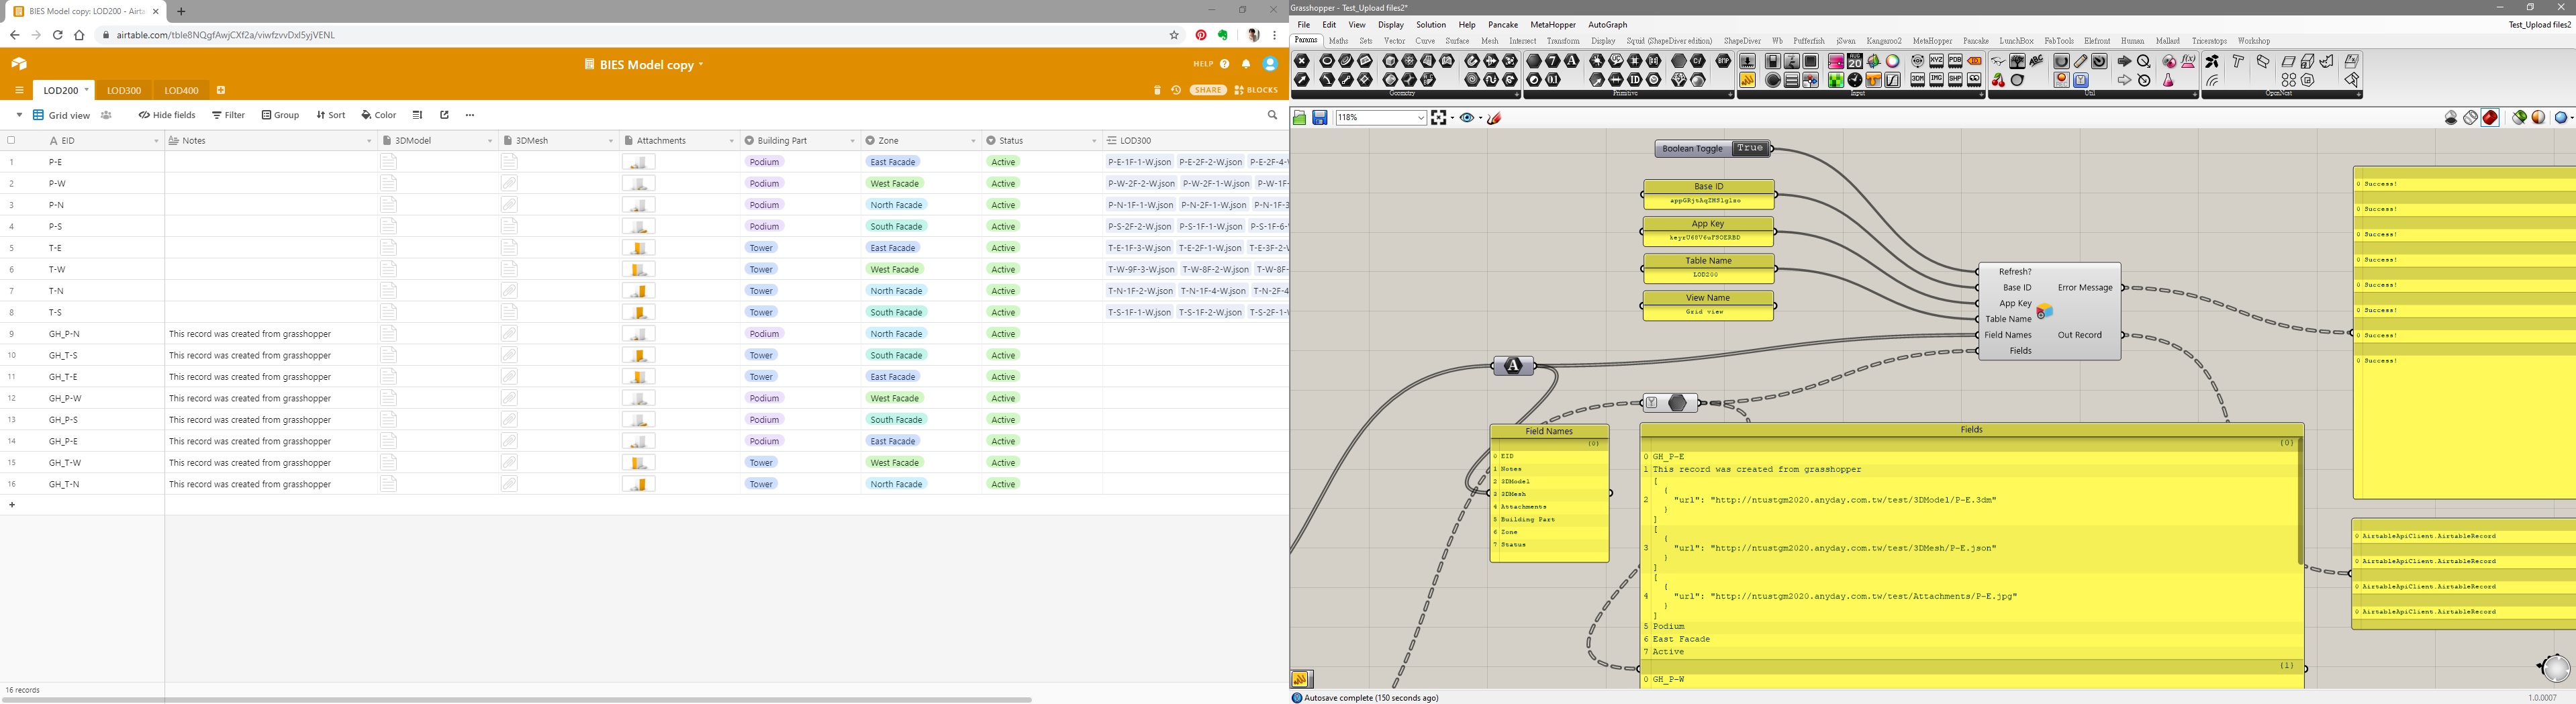 BIES Model copy: LOD200 - Airta
airtable.com/tble8NQgfAwjCXf2a/viwfzvvDxl5yjVENL
BIES Model copy
HELP
LOD200 LOD300 LOD400
SHARE BLOCKS
Grid view Hide fields Filter Group Sort Color
EID Notes 3DModel 3DMesh Attachments Building Part Zone Status LOD300
1 P-E Podium East Facade Active P-E-1F-1-W.json P-E-2F-2-W.json P-E-2F-4-
2 P-W Podium West Facade Active P-W-2F-2-W.json P-W-2F-1-W.json P-W-1F-
3 P-N Podium North Facade Active P-N-1F-1-W.json P-N-2F-1-W.json P-N-1F-3
4 P-S Podium South Facade Active P-S-2F-2-W.json P-S-1F-1-W.json P-S-1F-6-
5 T-E Tower East Facade Active T-E-1F-3-W.json T-E-2F-1-W.json T-E-3F-2-
6 T-W Tower West Facade Active T-W-9F-3-W.json T-W-8F-2-W.json T-W-8F-
7 T-N Tower North Facade Active T-N-1F-2-W.json T-N-1F-4-W.json T-N-2F-4
8 T-S Tower South Facade Active T-S-1F-1-W.json T-S-1F-2-W.json T-S-2F-1-
9 GH_P-N This record was created from grasshopper Podium North Facade Active
10 GH_T-S This record was created from grasshopper Tower South Facade Active
11 GH_T-E This record was created from grasshopper Tower East Facade Active
12 GH_P-W This record was created from grasshopper Podium West Facade Active
13 GH_P-S This record was created from grasshopper Podium South Facade Active
14 GH_P-E This record was created from grasshopper Podium East Facade Active
15 GH_T-W This record was created from grasshopper Tower West Facade Active
16 GH_T-N This record was created from grasshopper Tower North Facade Active
16 records
Grasshopper - Test_Upload files2*
File Edit View Display Solution Help Pancake MetaHopper AutoGraph Test_Upload files2
Params Maths Sets Vector Curve Surface Mesh Intersect Transform Display Squid (ShapeDiver edition) ShapeDiver Wb Pufferfish jSwan Kangaroo2 MetaHopper Pancake LunchBox FabTools Elefront Human Mallard Triceratops Workshop
Geometry Primitive Input Util OpenNest
118%
Boolean Toggle True
Base ID
App Key
Table Name
LOD200
View Name
Grid view
Refresh?
Base ID
App Key
Table Name
Field Names
Fields
Error Message
Out Record
A
Field Names
{0}
0 EID
1 Notes
2 3DModel
3 3DMesh
4 Attachments
5 Building Part
6 Zone
7 Status
Fields
{0}
0 GH_P-E
1 This record was created from grasshopper
[
{
2 "url": "http://ntustgm2020.anyday.com.tw/test/3DModel/P-E.3dm"
}
]
[
{
3 "url": "http://ntustgm2020.anyday.com.tw/test/3DMesh/P-E.json"
}
]
[
{
4 "url": "http://ntustgm2020.anyday.com.tw/test/Attachments/P-E.jpg"
}
]
5 Podium
6 East Facade
7 Active
{1}
0 GH_P-W
0 Success!
0 Success!
0 Success!
0 Success!
0 Success!
0 Success!
0 Success!
0 Success!
0 AirtableApiClient.AirtableRecord
0 AirtableApiClient.AirtableRecord
0 AirtableApiClient.AirtableRecord
0 AirtableApiClient.AirtableRecord
Autosave complete (150 seconds ago)
1.0.0007